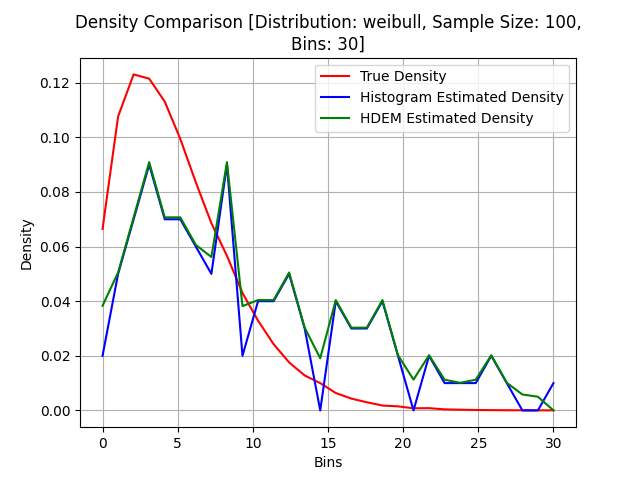 Density Comparison [Distribution: weibull, Sample Size: 100,
Bins: 30]
True Density
Histogram Estimated Density
HDEM Estimated Density
Density
0.12
0.10
0.08
0.06
0.04
0.02
0.00
0 5 10 15 20 25 30
Bins